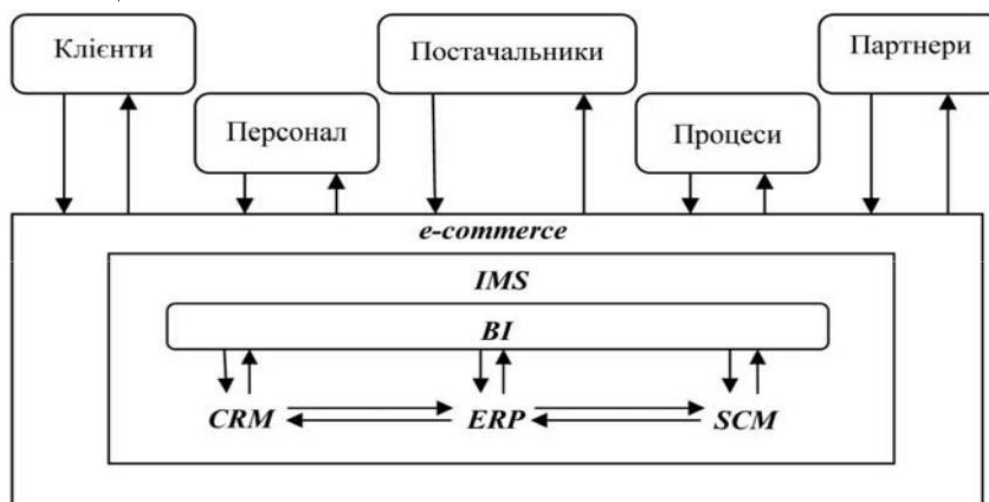 Клієнти
Постачальники
Партнери
Персонал
Процеси
e-commerce
IMS
BI
CRM
ERP
SCM